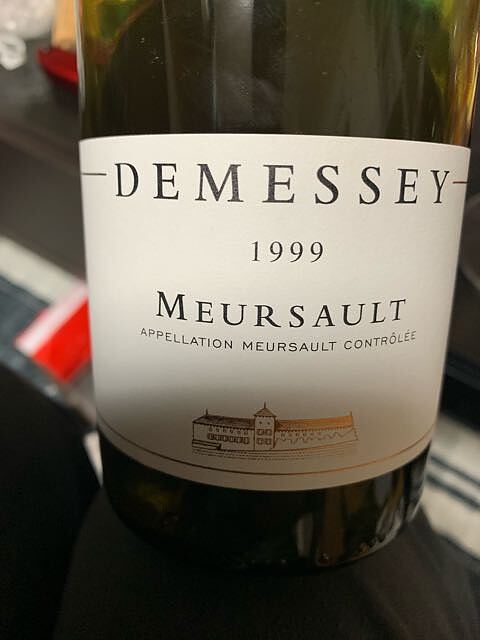 DEMESSEY
1999
MEURSAULT
APPELLATION MEURSAULT CONTRÔLÉE